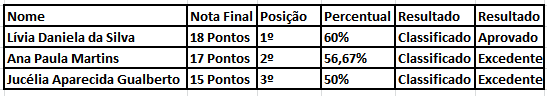 Nome Nota Final Posição Percentual Resultado Resultado
Lívia Daniela da Silva 18 Pontos 1º 60% Classificado Aprovado
Ana Paula Martins 17 Pontos 2º 56,67% Classificado Excedente
Jucélia Aparecida Gualberto 15 Pontos 3º 50% Classificado Excedente